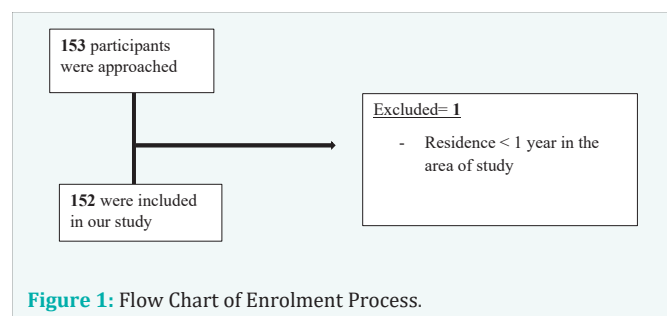 153 participants
were approached
Excluded= 1
- Residence < 1 year in the
area of study
152 were included
in our study
Figure 1: Flow Chart of Enrolment Process.